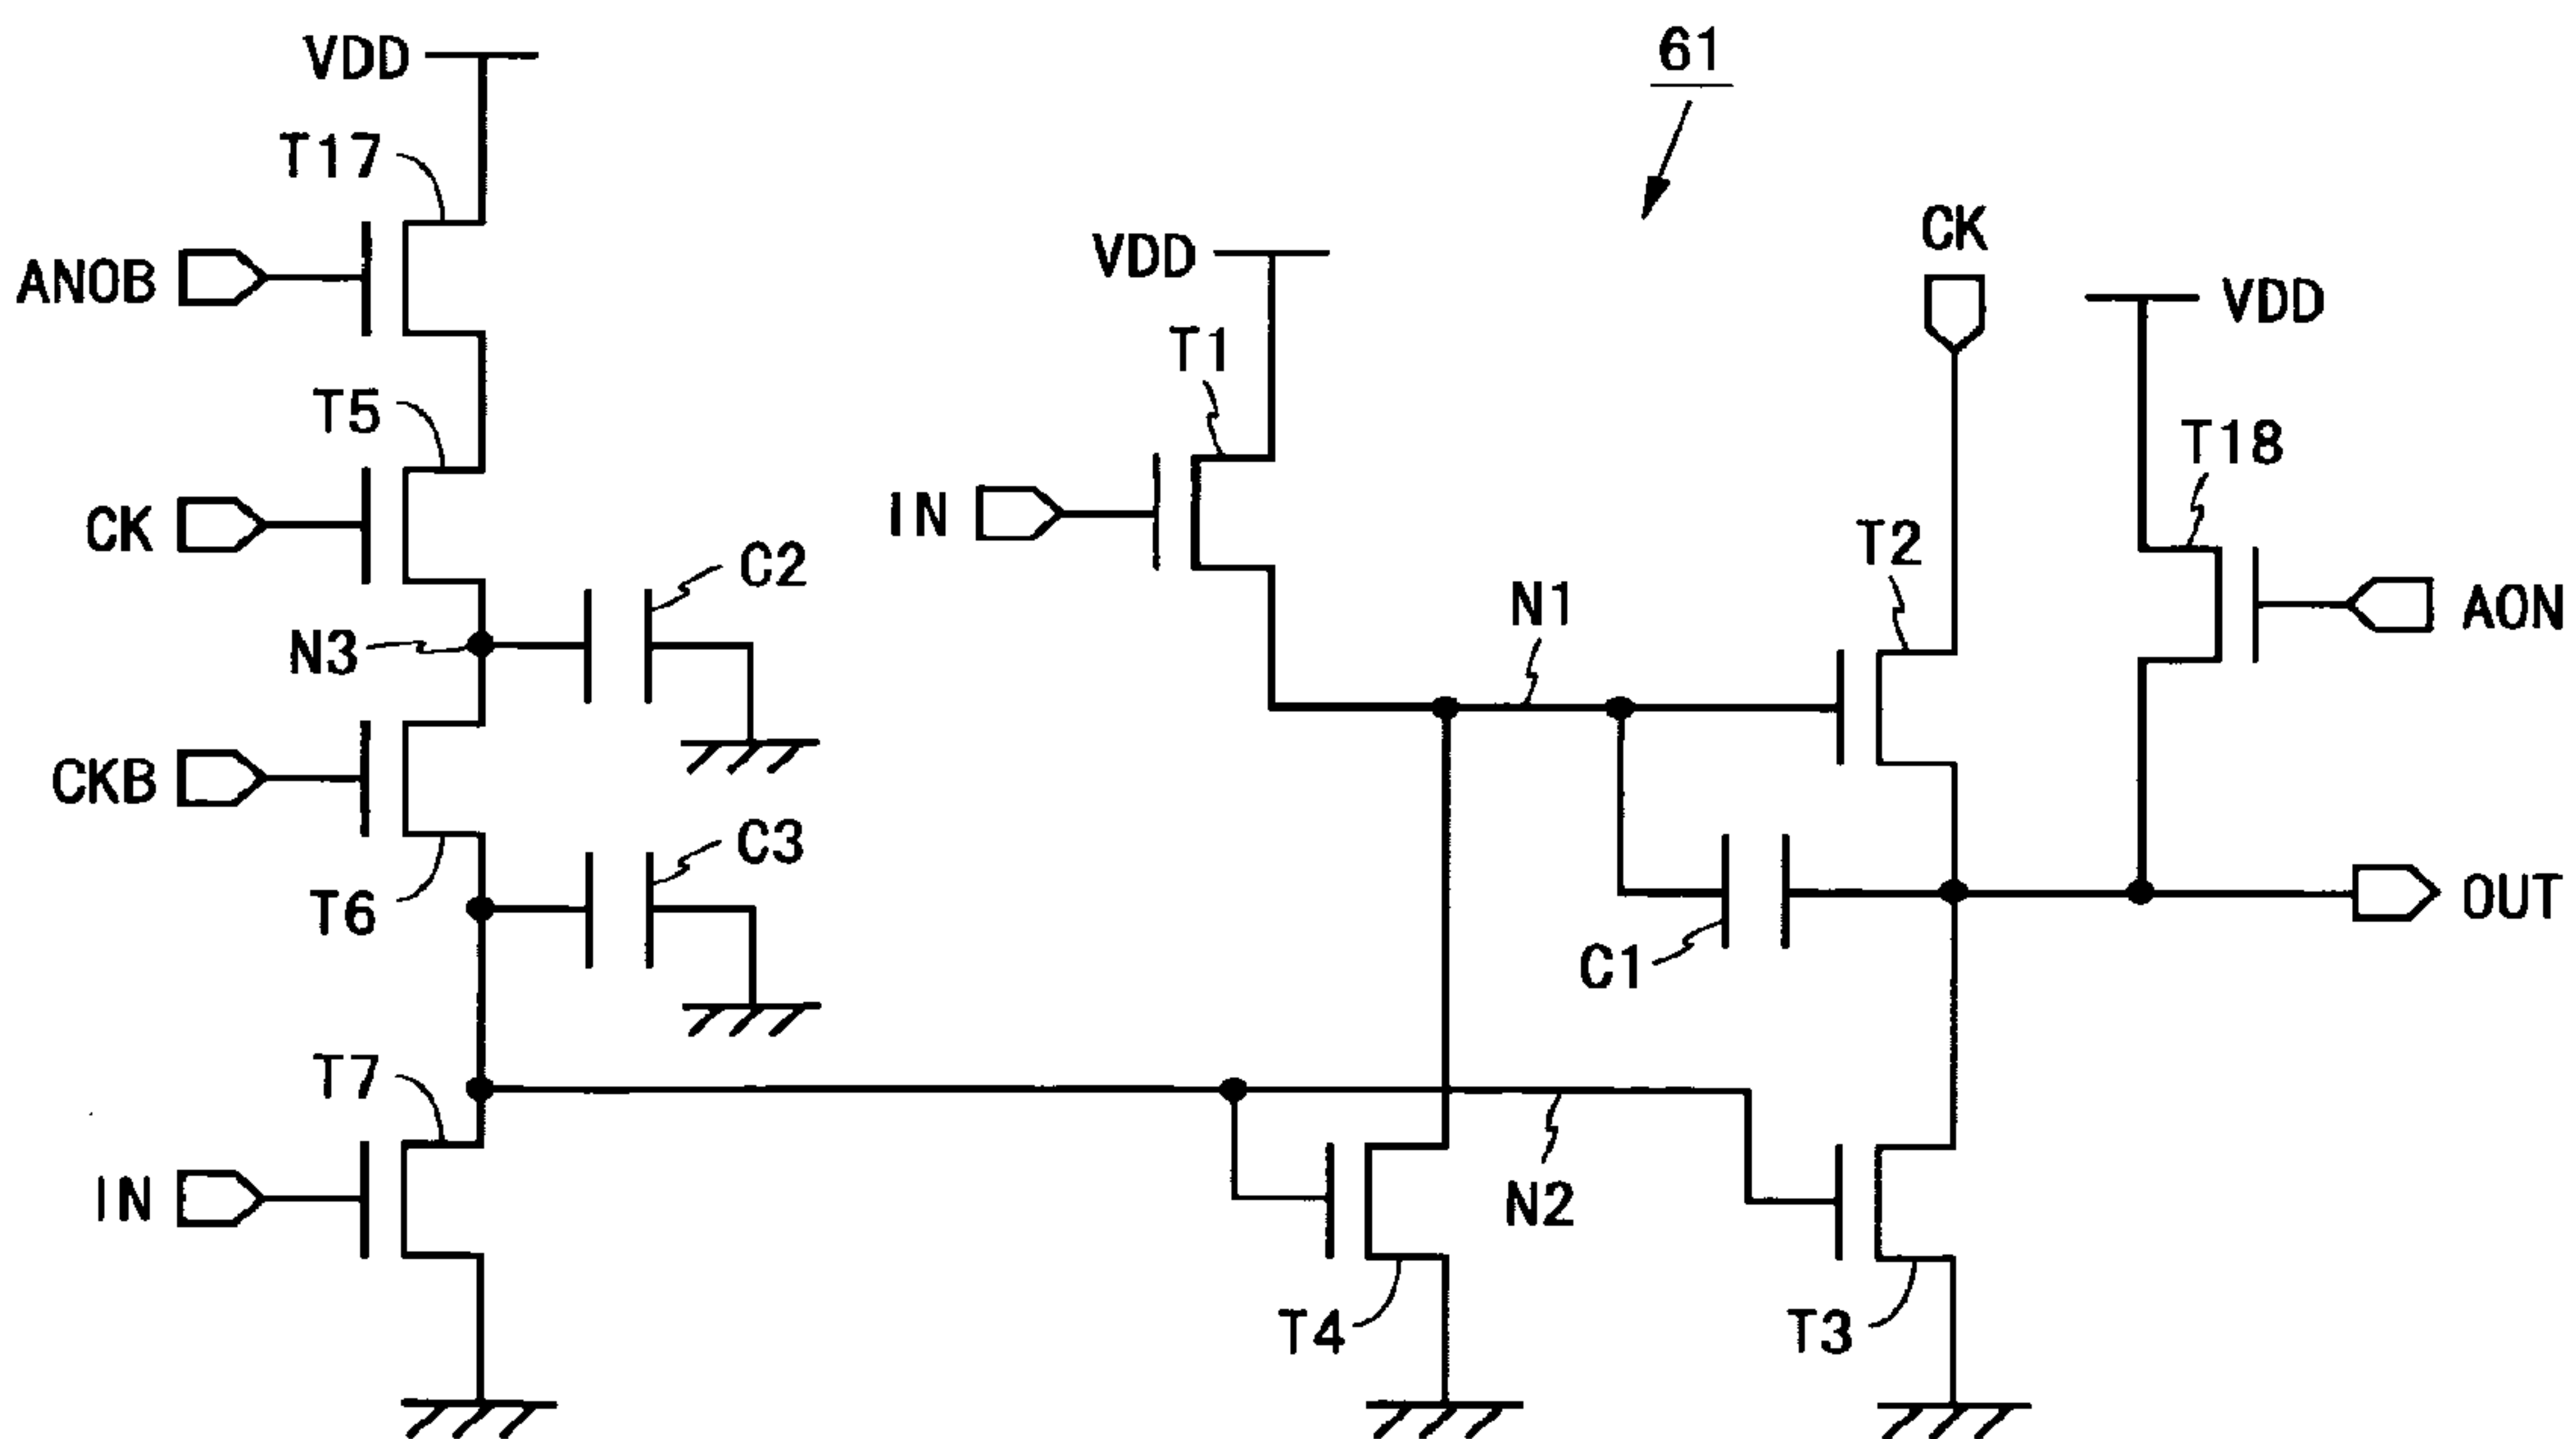 61
VDD
T17
ANOB
T5
CK
C2
N3
CKB
C3
T6
T7
IN
VDD
T1
IN
N1
CK
VDD
T18
T2
AON
C1
OUT
N2
T4
T3